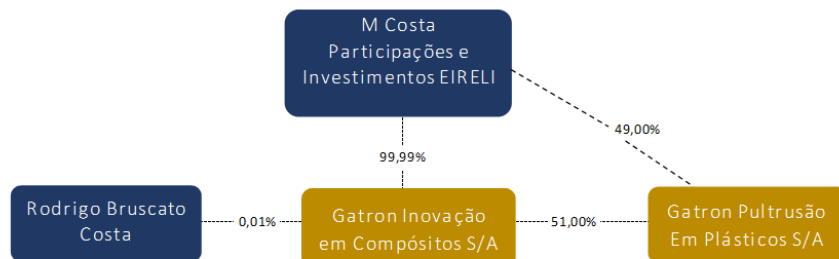 M Costa
Participações e
Investimentos EIRELI
49,00%
99,99%
Rodrigo Bruscato
Costa
0,01%
Gatron Inovação
em Compósitos S/A
51,00%
Gatron Pultrusão
Em Plásticos S/A